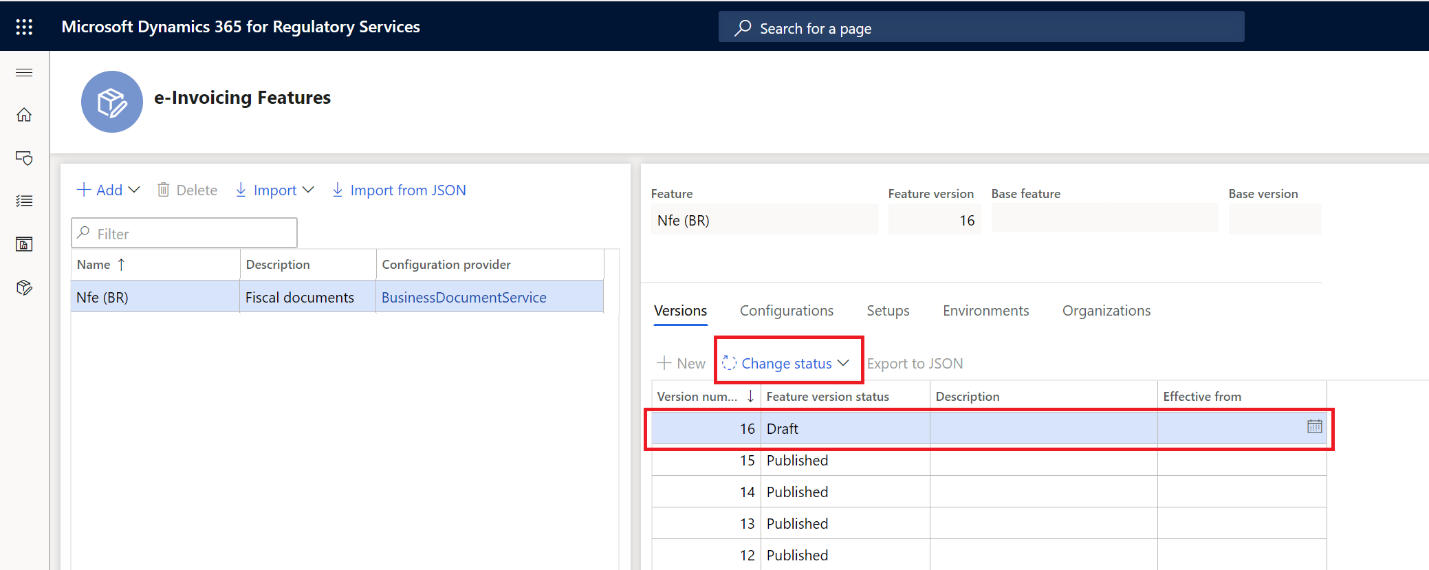 Microsoft Dynamics 365 for Regulatory Services
Search for a page
e-Invoicing Features
Add Delete Import Import from JSON
Filter
Name ↑ Description Configuration provider
Nfe (BR) Fiscal documents BusinessDocumentService
Feature Feature version Base feature Base version
Nfe (BR) 16
Versions Configurations Setups Environments Organizations
New Change status Export to JSON
Version num... ↓ Feature version status Description Effective from
16 Draft
15 Published
14 Published
13 Published
12 Published